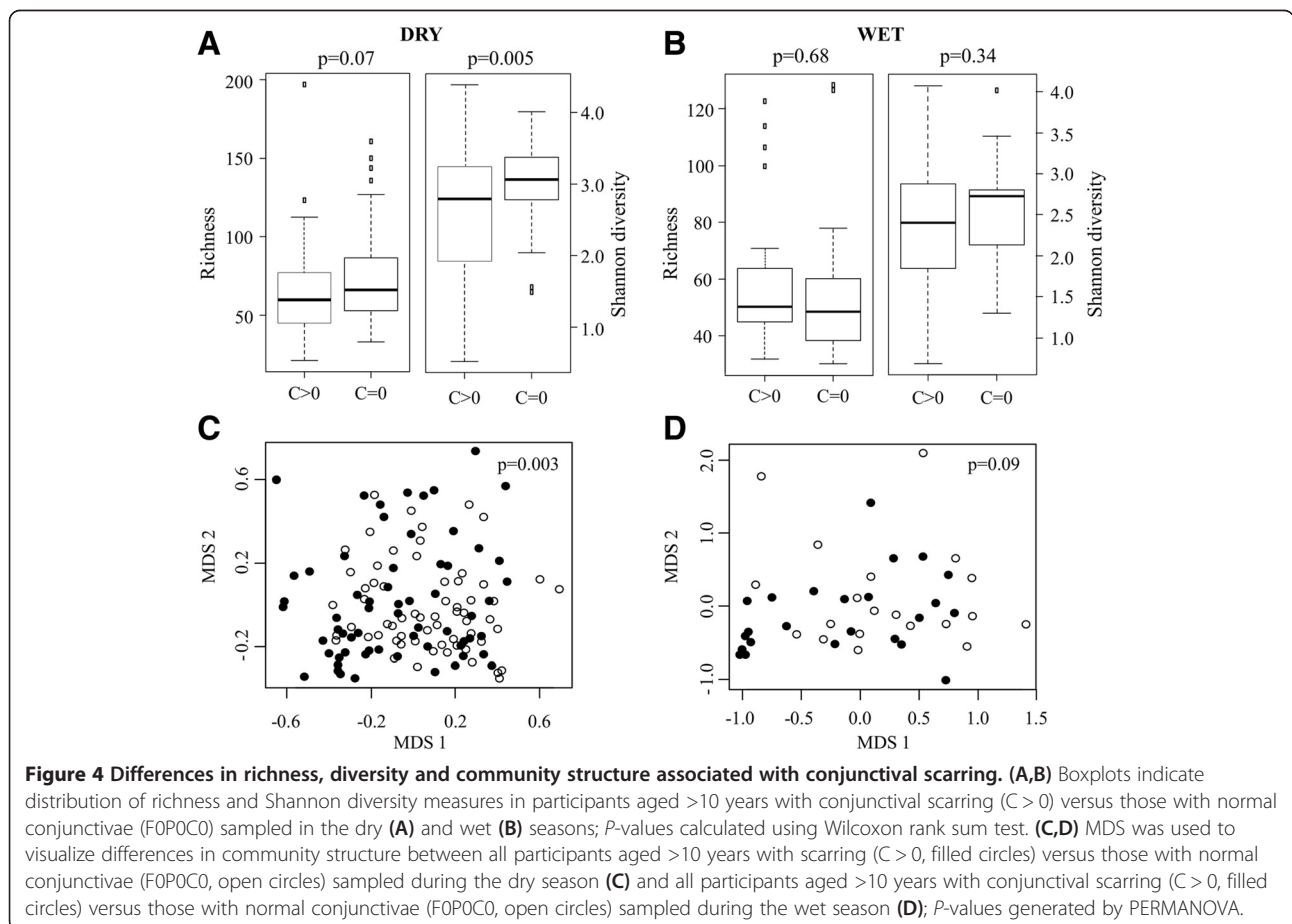 A DRY
p=0.07 p=0.005
200
150
100
50
Richness
4.0
3.0
2.0
1.0
Shannon diversity
C>0 C=0 C>0 C=0
B WET
p=0.68 p=0.34
120
100
80
60
40
Richness
4.0
3.5
3.0
2.5
2.0
1.5
1.0
Shannon diversity
C>0 C=0 C>0 C=0
C
p=0.003
0.6
0.2
-0.2
MDS 2
-0.6 -0.2 0.2 0.6
MDS 1
D
p=0.09
2.0
1.0
0.0
-1.0
MDS 2
-1.0 -0.5 0.0 0.5 1.0 1.5
MDS 1
Figure 4 Differences in richness, diversity and community structure associated with conjunctival scarring. (A,B) Boxplots indicate
distribution of richness and Shannon diversity measures in participants aged >10 years with conjunctival scarring (C > 0) versus those with normal
conjunctivae (F0P0C0) sampled in the dry (A) and wet (B) seasons; P-values calculated using Wilcoxon rank sum test. (C,D) MDS was used to
visualize differences in community structure between all participants aged >10 years with scarring (C > 0, filled circles) versus those with normal
conjunctivae (F0P0C0, open circles) sampled during the dry season (C) and all participants aged >10 years with conjunctival scarring (C > 0, filled
circles) versus those with normal conjunctivae (F0P0C0, open circles) sampled during the wet season (D); P-values generated by PERMANOVA.